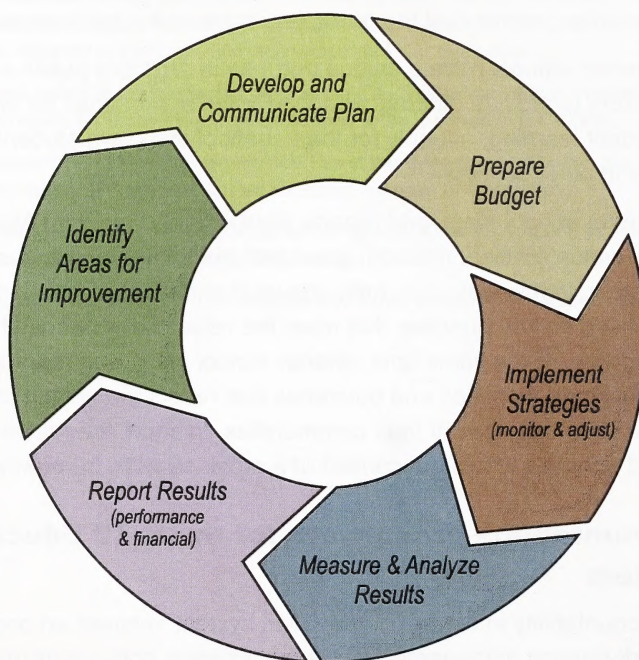 Develop and
Communicate Plan
Prepare
Budget
Implement
Strategies
(monitor & adjust)
Measure & Analyze
Results
Report Results
(performance
& financial)
Identify
Areas for
Improvement